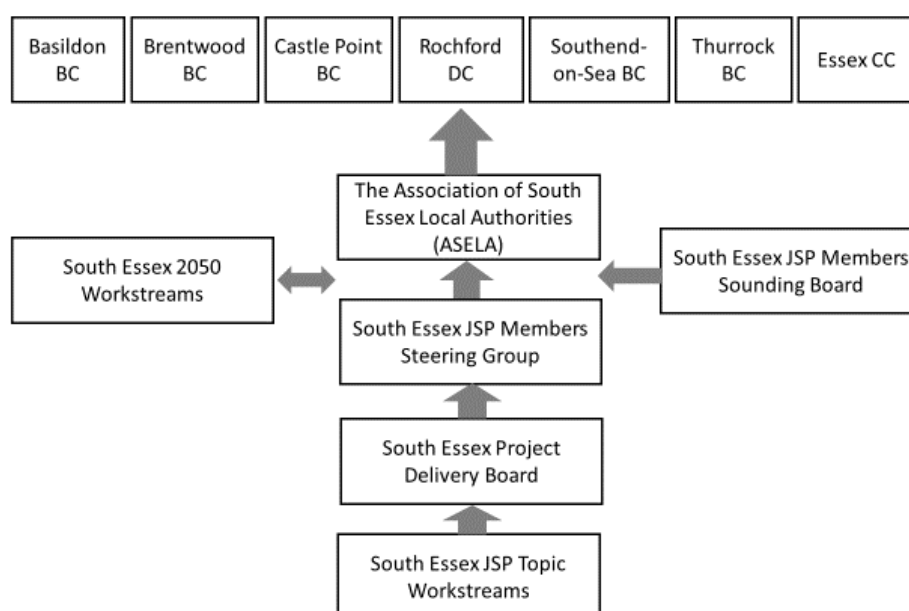 Basildon
BC
Brentwood
BC
Castle Point
BC
Rochford
DC
Southend-
on-Sea BC
Thurrock
BC
Essex CC
The Association of South
Essex Local Authorities
(ASELA)
South Essex 2050
Workstreams
South Essex JSP Members
Sounding Board
South Essex JSP Members
Steering Group
South Essex Project
Delivery Board
South Essex JSP Topic
Workstreams